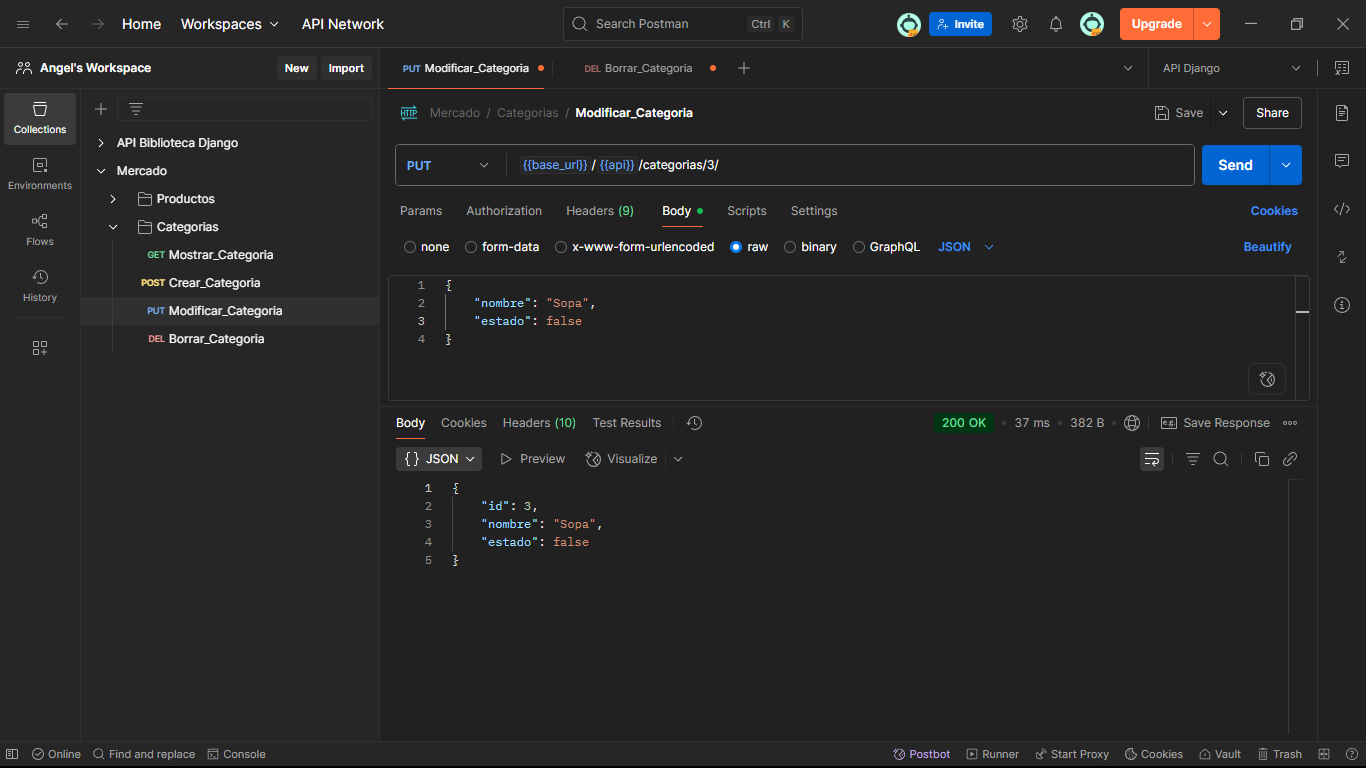 Home Workspaces API Network Search Postman Ctrl K Invite Upgrade
Angel's Workspace New Import PUT Modificar_Categoria DEL Borrar_Categoria API Django
Collections
Environments
Flows
History
API Biblioteca Django
Mercado
Productos
Categorias
GET Mostrar_Categoria
POST Crear_Categoria
PUT Modificar_Categoria
DEL Borrar_Categoria
HTTP Mercado / Categorias / Modificar_Categoria Save Share
PUT {{base_url}} / {{api}} /categorias/3/ Send
Params Authorization Headers (9) Body Scripts Settings Cookies
none form-data x-www-form-urlencoded raw binary GraphQL JSON Beautify
1 {
2 "nombre": "Sopa",
3 "estado": false
4 }
Body Cookies Headers (10) Test Results 200 OK 37 ms 382 B e.g. Save Response
{} JSON Preview Visualize
1 {
2 "id": 3,
3 "nombre": "Sopa",
4 "estado": false
5 }
Online Find and replace Console Postbot Runner Start Proxy Cookies Vault Trash